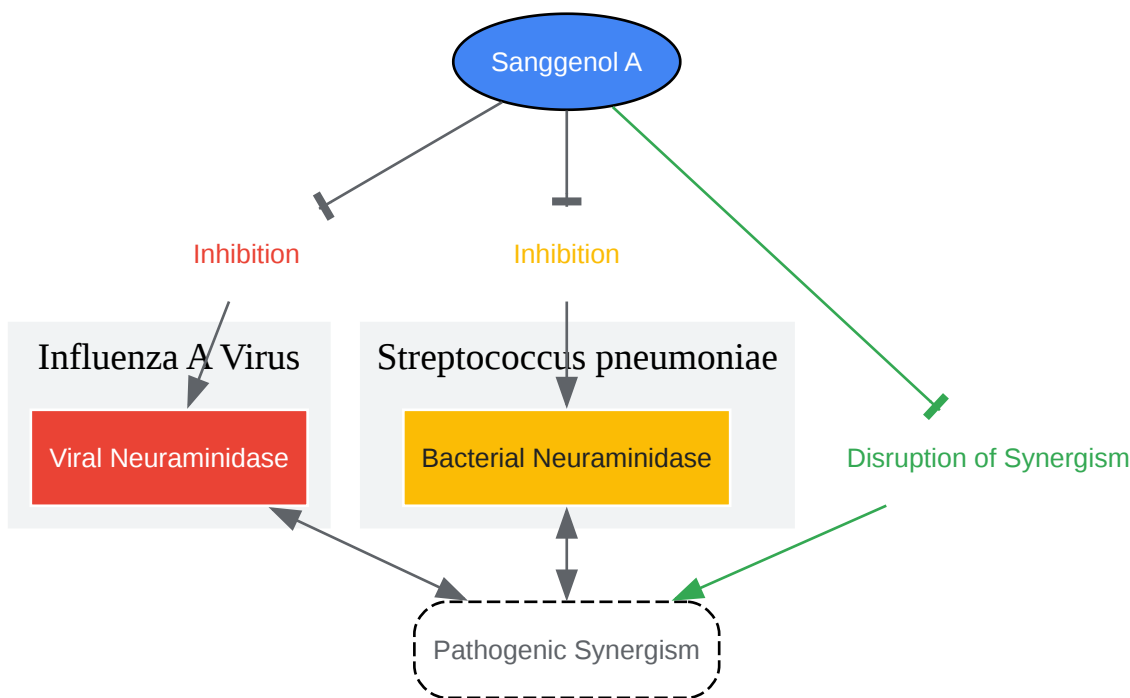 Sanggenol A
Inhibition
Inhibition
Influenza A Virus
Streptococcus pneumoniae
Viral Neuraminidase
Bacterial Neuraminidase
Disruption of Synergism
Pathogenic Synergism